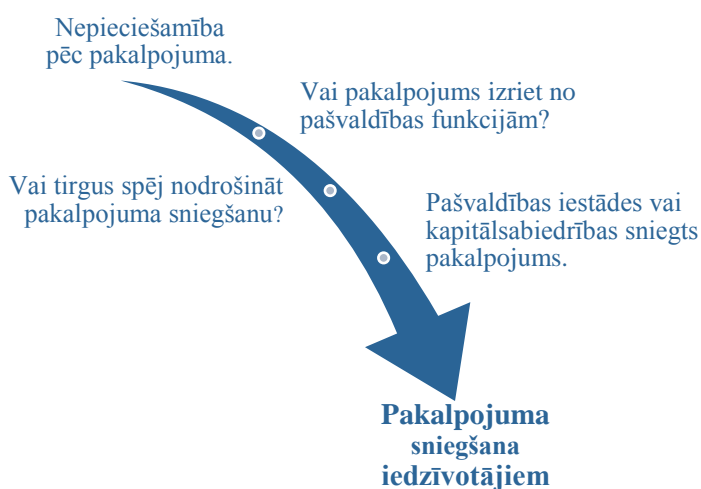 Nepieciešamība
pēc pakalpojuma.
Vai pakalpojums izriet no
pašvaldības funkcijām?
Vai tirgus spēj nodrošināt
pakalpojuma sniegšanu?
Pašvaldības iestādes vai
kapitālsabiedrības sniegts
pakalpojums.
Pakalpojuma
sniegšana
iedzīvotājiem